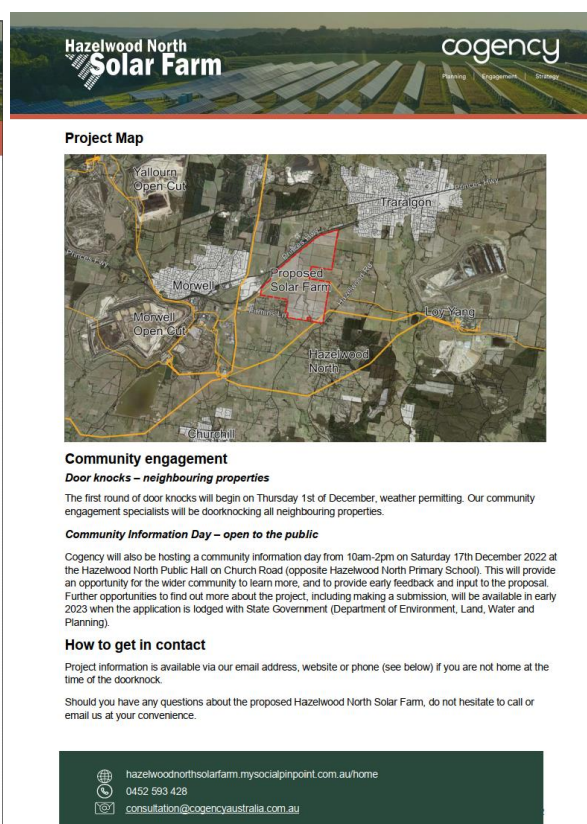 Hazelwood North
Solar Farm
cogency
Planning | Engagement | Strategy
Project Map
Yallourn
Open Cut
Traralgon
Princes Hwy
Princes Hwy
Morwell
Proposed
Solar Farm
Morwell
Open Cut
Loy Yang
Hazelwood
North
Churchill
Community engagement
Door knocks – neighbouring properties
The first round of door knocks will begin on Thursday 1st of December, weather permitting. Our community
engagement specialists will be doorknocking all neighbouring properties.
Community Information Day – open to the public
Cogency will also be hosting a community information day from 10am-2pm on Saturday 17th December 2022 at
the Hazelwood North Public Hall on Church Road (opposite Hazelwood North Primary School). This will provide
an opportunity for the wider community to learn more, and to provide early feedback and input to the proposal.
Further opportunities to find out more about the project, including making a submission, will be available in early
2023 when the application is lodged with State Government (Department of Environment, Land, Water and
Planning).
How to get in contact
Project information is available via our email address, website or phone (see below) if you are not home at the
time of the doorknock.
Should you have any questions about the proposed Hazelwood North Solar Farm, do not hesitate to call or
email us at your convenience.
hazelwoodnorthsolarfarm.mysocialpinpoint.com.au/home
0452 593 428
consultation@cogencyaustralia.com.au